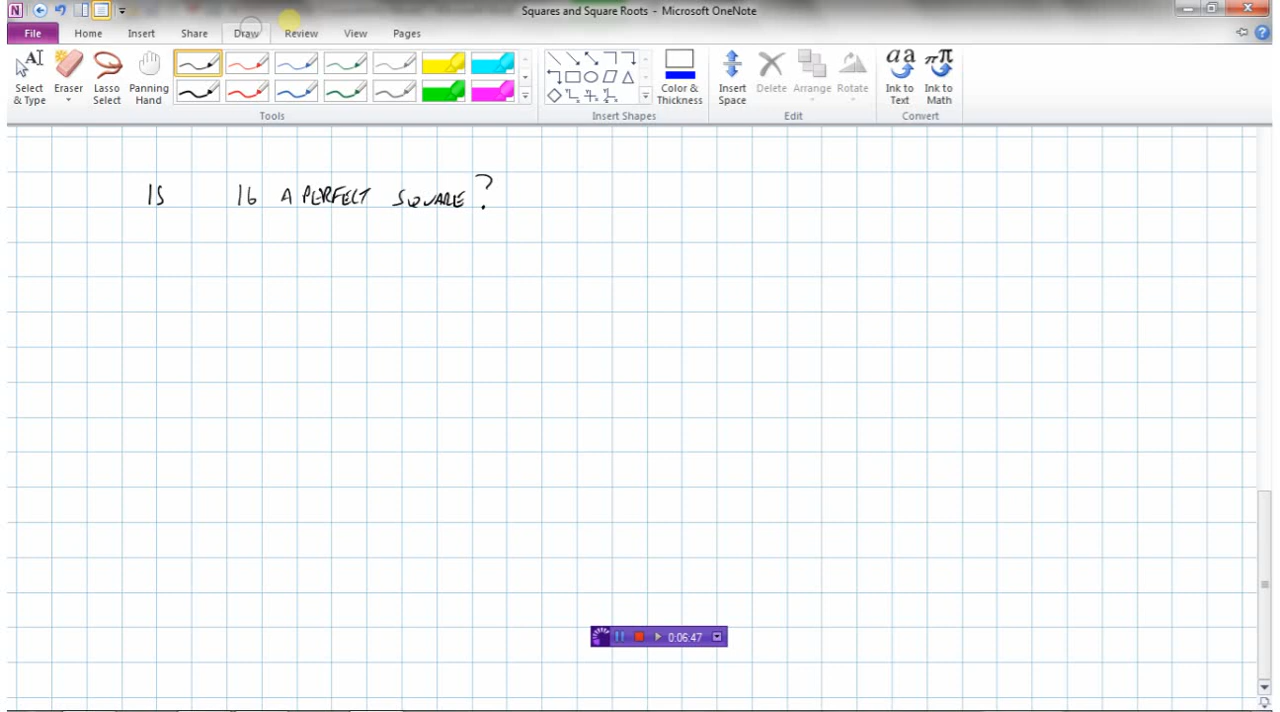 Squares and Square Roots - Microsoft OneNote
File Home Insert Share Draw Review View Pages
Select & Type
Eraser
Lasso Select
Panning Hand
Color & Thickness
Insert Space
Delete
Arrange
Rotate
Ink to Text
Ink to Math
Tools
Insert Shapes
Edit
Convert
IS 16 A PERFECT SQUARE?
0:06:47